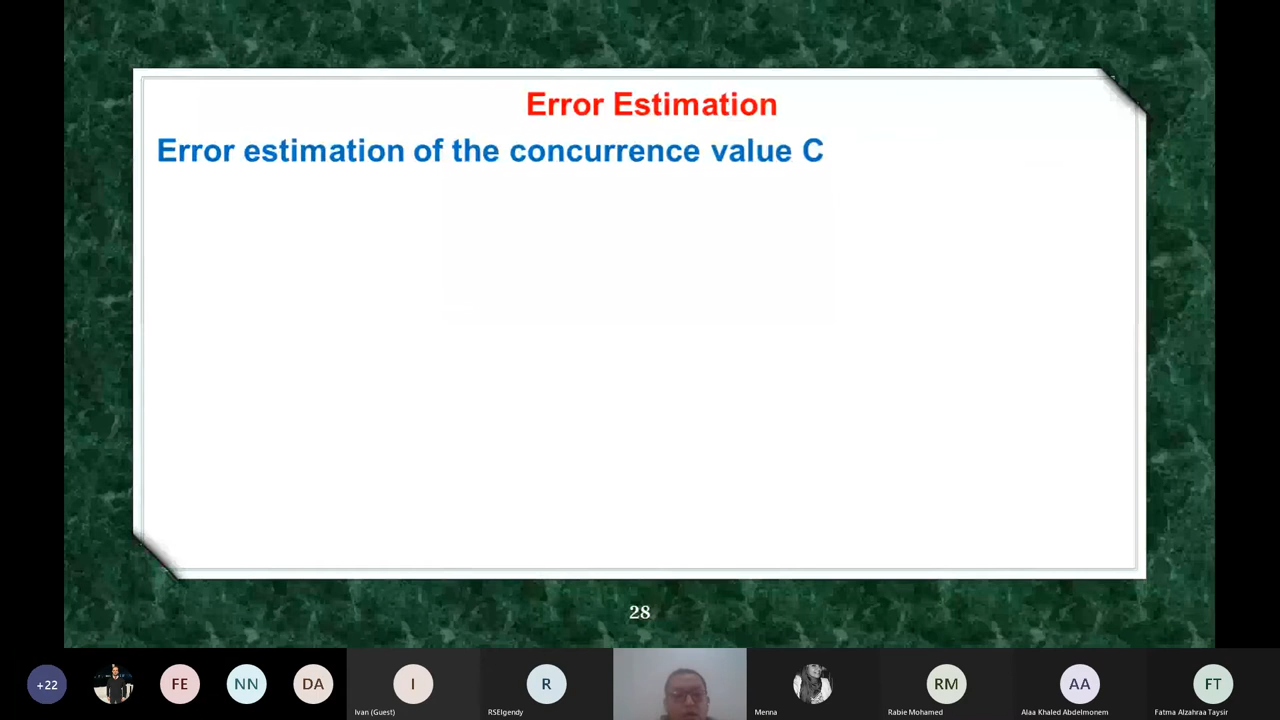 Error Estimation
Error estimation of the concurrence value C
28
+22
FE
NN
DA
I
R
RM
AA
FT
Ivan (Guest)
RSElgendy
Menna
Rabie Mohamed
Alaa Khaled Abdelmonem
Fatma Alzahraa Taysir